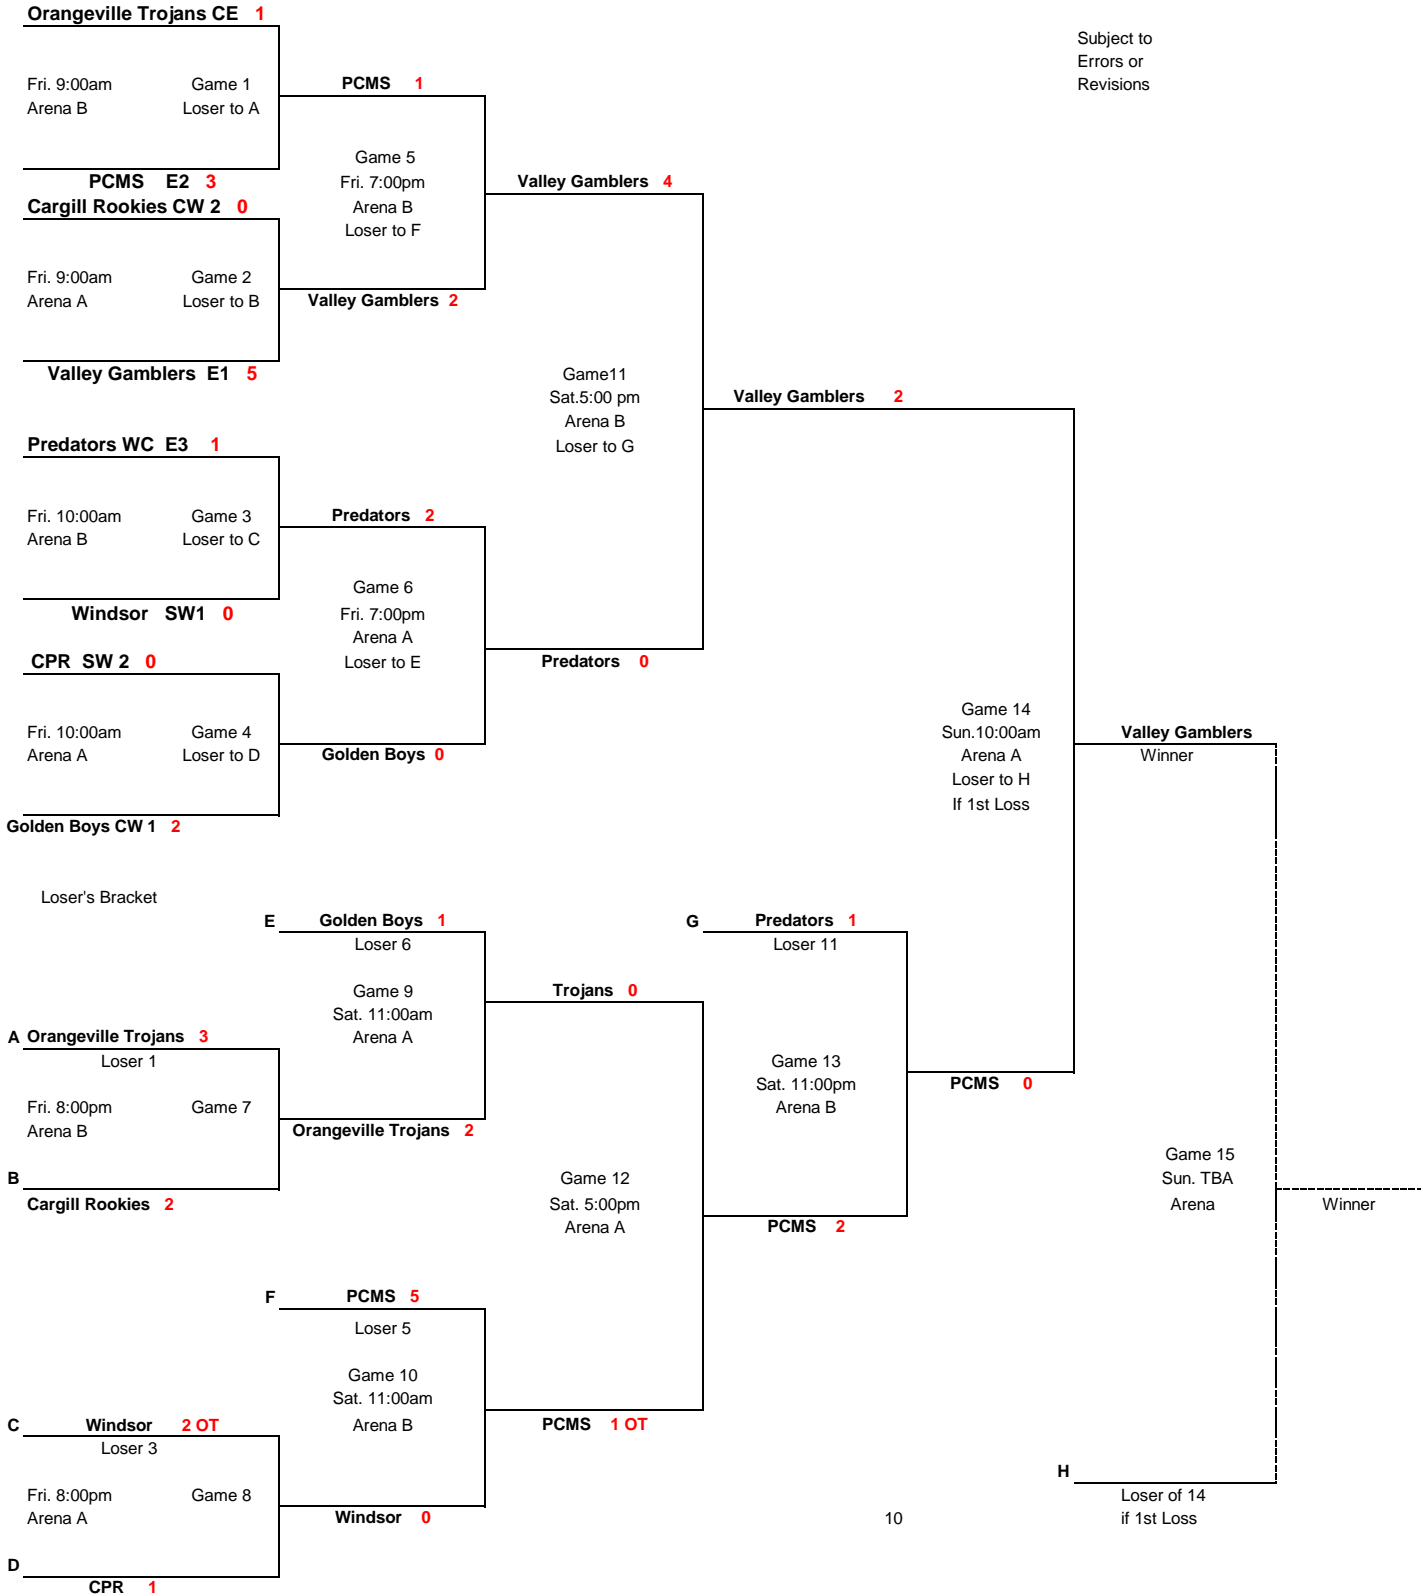 Orangeville Trojans CE 1
Subject to
Errors or
Revisions
Fri. 9:00am Game 1
Arena B Loser to A
PCMS 1
PCMS E2 3
Game 5
Fri. 7:00pm
Arena B
Loser to F
Valley Gamblers 4
Cargill Rookies CW 2 0
Fri. 9:00am Game 2
Arena A Loser to B
Valley Gamblers 2
Valley Gamblers E1 5
Game11
Sat.5:00 pm
Arena B
Loser to G
Valley Gamblers 2
Predators WC E3 1
Fri. 10:00am Game 3
Arena B Loser to C
Predators 2
Windsor SW1 0
Game 6
Fri. 7:00pm
Arena A
Loser to E
Predators 0
CPR SW 2 0
Fri. 10:00am Game 4
Arena A Loser to D
Golden Boys 0
Golden Boys CW 1 2
Game 14
Sun.10:00am
Arena A
Loser to H
If 1st Loss
Valley Gamblers
Winner
Loser's Bracket
E Golden Boys 1
Loser 6
Game 9
Sat. 11:00am
Arena A
Trojans 0
G Predators 1
Loser 11
A Orangeville Trojans 3
Loser 1
Fri. 8:00pm Game 7
Arena B
Orangeville Trojans 2
B
Cargill Rookies 2
Game 13
Sat. 11:00pm
Arena B
PCMS 0
Game 12
Sat. 5:00pm
Arena A
PCMS 2
Game 15
Sun. TBA
Arena
Winner
F PCMS 5
Loser 5
Game 10
Sat. 11:00am
Arena B
PCMS 1 OT
C Windsor 2 OT
Loser 3
Fri. 8:00pm Game 8
Arena A
Windsor 0
10
H
Loser of 14
if 1st Loss
D
CPR 1